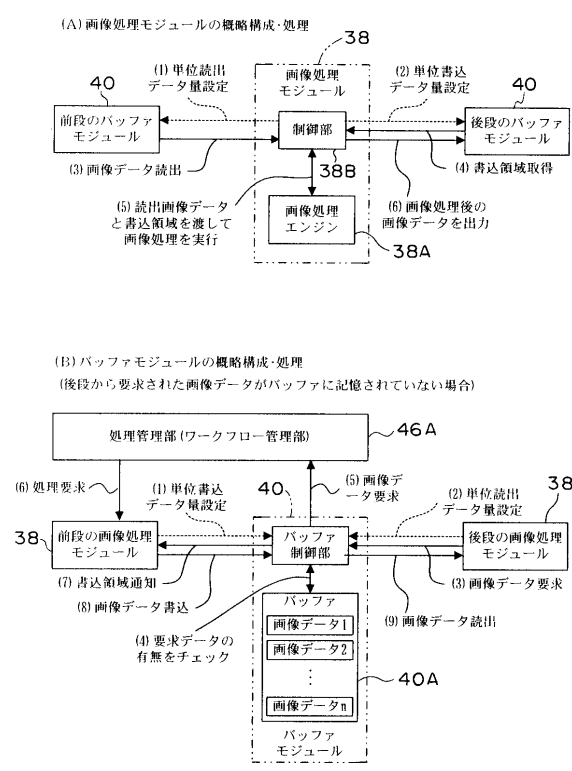 (A)画像処理モジュールの概略構成・処理
38
画像処理
モジュール
40
(1)単位読出
データ量設定
(2)単位書込
データ量設定
40
前段のバッファ
モジュール
制御部
後段のバッファ
モジュール
(3)画像データ読出
38B
(4)書込領域取得
(5)読出画像データ
と書込領域を渡して
画像処理を実行
(6)画像処理後の
画像データを出力
画像処理
エンジン
38A
(B)バッファモジュールの概略構成・処理
(後段から要求された画像データがバッファに記憶されていない場合)
処理管理部(ワークフロー管理部)
46A
(6)処理要求
(1)単位書込
データ量設定
40
(5)画像デ
ータ要求
(2)単位読出
データ量設定
38
38
前段の画像処理
モジュール
バッファ
制御部
後段の画像処理
モジュール
(7)書込領域通知
(3)画像データ要求
(8)画像データ書込
(9)画像データ読出
(4)要求データの
有無をチェック
バッファ
画像データ1
画像データ2
⋮
画像データn
40A
バッファ
モジュール